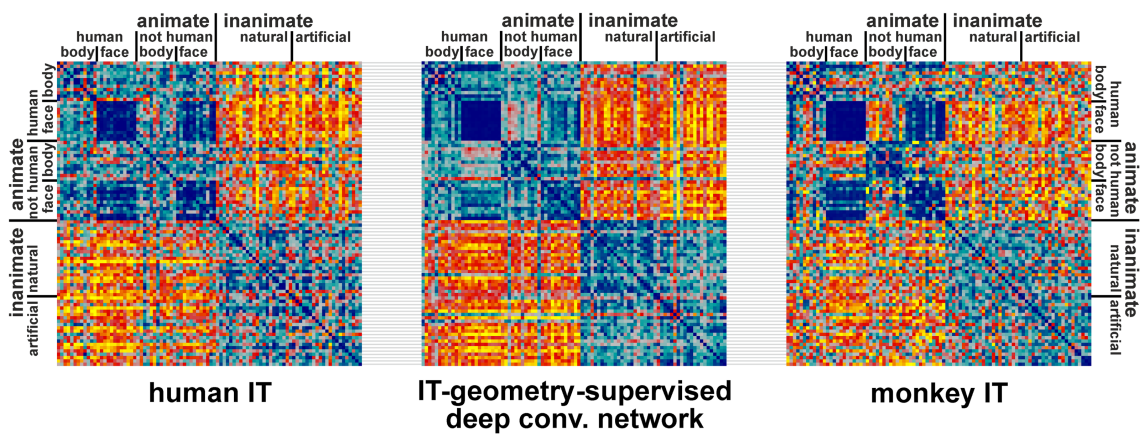 animate inanimate
human not human natural artificial
body face body face
animate inanimate
human not human natural artificial
body face body face
animate inanimate
human not human natural artificial
body face body face
animate
human
body
face
not human
body
face
inanimate
natural
artificial
human
body
face
animate
not human
body
face
inanimate
natural
artificial
human IT
IT-geometry-supervised
deep conv. network
monkey IT